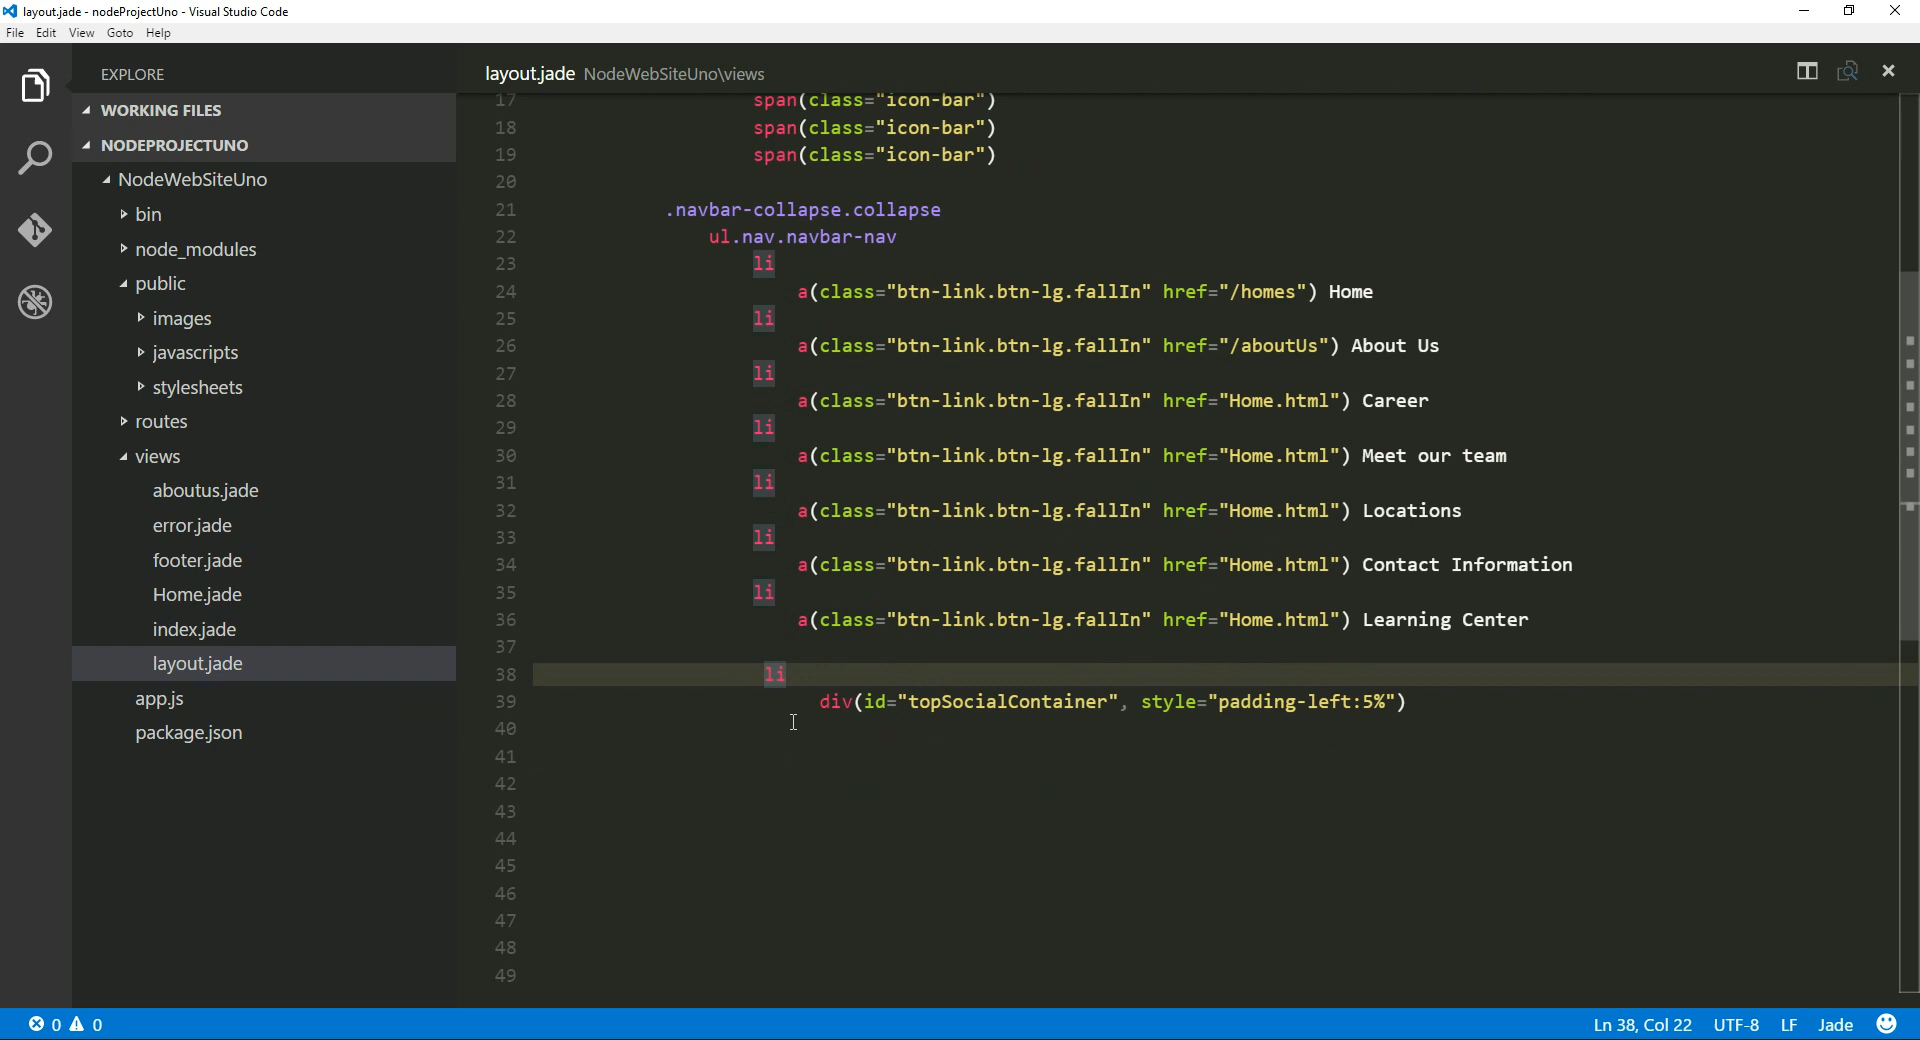 layout.jade - nodeProjectUno - Visual Studio Code
File Edit View Goto Help
EXPLORE
WORKING FILES
NODEPROJECTUNO
NodeWebSiteUno
bin
node_modules
public
images
javascripts
stylesheets
routes
views
aboutus.jade
error.jade
footer.jade
Home.jade
index.jade
layout.jade
app.js
package.json
layout.jade NodeWebSiteUno\views
17 span(class="icon-bar")
18 span(class="icon-bar")
19 span(class="icon-bar")
20
21 .navbar-collapse.collapse
22 ul.nav.navbar-nav
23 li
24 a(class="btn-link.btn-lg.fallIn" href="/homes") Home
25 li
26 a(class="btn-link.btn-lg.fallIn" href="/aboutUs") About Us
27 li
28 a(class="btn-link.btn-lg.fallIn" href="Home.html") Career
29 li
30 a(class="btn-link.btn-lg.fallIn" href="Home.html") Meet our team
31 li
32 a(class="btn-link.btn-lg.fallIn" href="Home.html") Locations
33 li
34 a(class="btn-link.btn-lg.fallIn" href="Home.html") Contact Information
35 li
36 a(class="btn-link.btn-lg.fallIn" href="Home.html") Learning Center
37
38 li
39 div(id="topSocialContainer", style="padding-left:5%")
40
41
42
43
44
45
46
47
48
49
0 0 Ln 38, Col 22 UTF-8 LF Jade